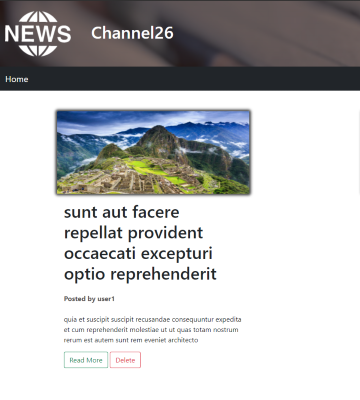 NEWS
Channel26
Home
sunt aut facere
repellat provident
occaecati excepturi
optio reprehenderit
Posted by user1
quia et suscipit suscipit recusandae consequuntur expedita
et cum reprehenderit molestiae ut ut quas totam nostrum
rerum est autem sunt rem eveniet architecto
Read More
Delete